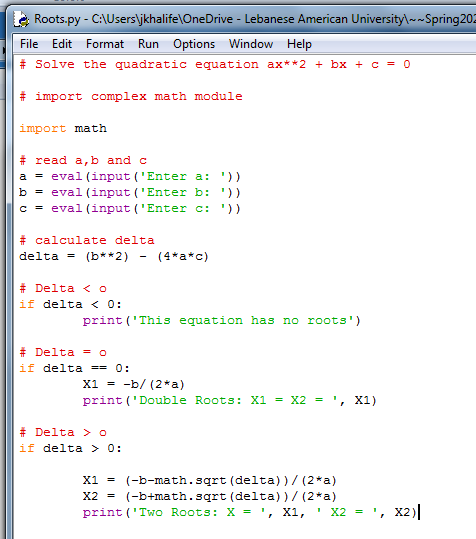 Roots.py - C:\Users\jkhalife\OneDrive - Lebanese American University\~~Spring202
File Edit Format Run Options Window Help
# Solve the quadratic equation ax**2 + bx + c = 0
# import complex math module
import math
# read a,b and c
a = eval(input('Enter a: '))
b = eval(input('Enter b: '))
c = eval(input('Enter c: '))
# calculate delta
delta = (b**2) - (4*a*c)
# Delta < o
if delta < 0:
print('This equation has no roots')
# Delta = o
if delta == 0:
X1 = -b/(2*a)
print('Double Roots: X1 = X2 = ', X1)
# Delta > o
if delta > 0:
X1 = (-b-math.sqrt(delta))/(2*a)
X2 = (-b+math.sqrt(delta))/(2*a)
print('Two Roots: X = ', X1, ' X2 = ', X2)